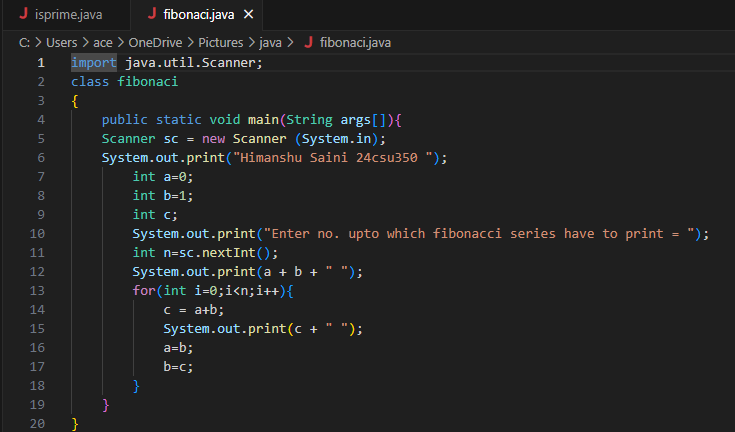 isprime.java fibonaci.java ×
C: > Users > ace > OneDrive > Pictures > java > fibonaci.java
1 import java.util.Scanner;
2 class fibonaci
3 {
4     public static void main(String args[]){
5     Scanner sc = new Scanner (System.in);
6     System.out.print("Himanshu Saini 24csu350 ");
7         int a=0;
8         int b=1;
9         int c;
10         System.out.print("Enter no. upto which fibonacci series have to print = ");
11         int n=sc.nextInt();
12         System.out.print(a + b + " ");
13         for(int i=0;i<n;i++){
14             c = a+b;
15             System.out.print(c + " ");
16             a=b;
17             b=c;
18         }
19     }
20 }